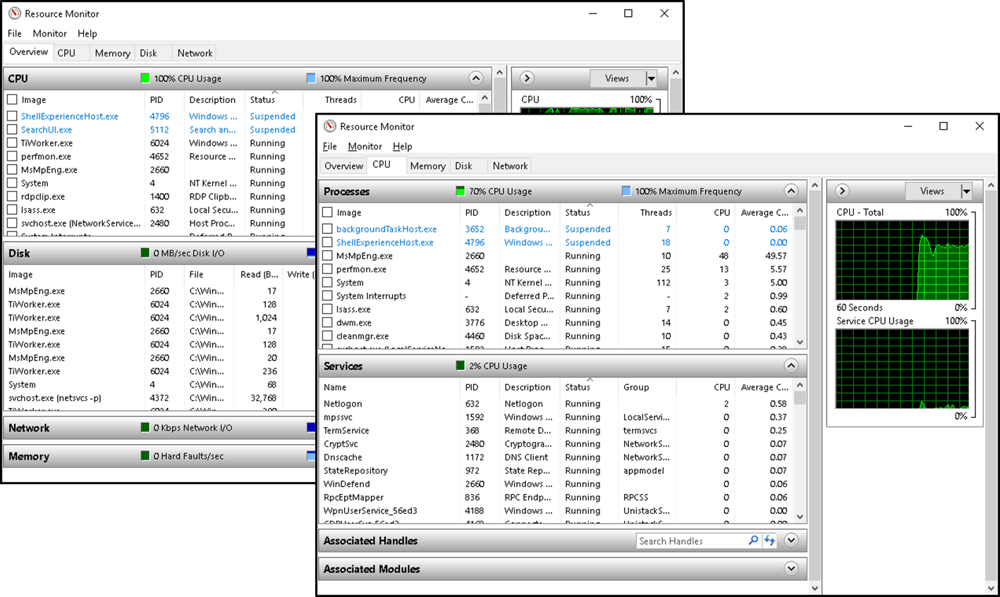 Resource Monitor
File Monitor Help
Overview CPU Memory Disk Network
CPU 100% CPU Usage 100% Maximum Frequency
Image PID Description Status Threads CPU Average C...
ShellExperienceHost.exe 4796 Windows ... Suspended
SearchUI.exe 5112 Search an... Suspended
TiWorker.exe 6024 Windows ... Running
perfmon.exe 4652 Resource ... Running
MsMpEng.exe 2660 Running
System 4 NT Kernel ... Running
rdpclip.exe 1400 RDP Clipb... Running
lsass.exe 632 Local Secu... Running
svchost.exe (NetworkService... 2480 Host Proc... Running
Disk 0 MB/sec Disk I/O
Image PID File Read (B... Write (
MsMpEng.exe 2660 C:\Win... 17
TiWorker.exe 6024 C:\Win... 128
TiWorker.exe 6024 C:\Win... 1,024
MsMpEng.exe 2660 C:\Win... 17
TiWorker.exe 6024 C:\Win... 128
MsMpEng.exe 2660 C:\Win... 20
TiWorker.exe 6024 C:\Win... 236
System 4 C:\Win... 68
svchost.exe (netsvcs -p) 4372 C:\Win... 32,768
Network 0 Kbps Network I/O
Memory 0 Hard Faults/sec
Views
CPU 100%
Resource Monitor
File Monitor Help
Overview CPU Memory Disk Network
Processes 70% CPU Usage 100% Maximum Frequency
Image PID Description Status Threads CPU Average C...
backgroundTaskHost.exe 3652 Backgrou... Suspended 7 0 0.06
ShellExperienceHost.exe 4796 Windows ... Suspended 18 0 0.00
MsMpEng.exe 2660 Running 10 48 49.57
perfmon.exe 4652 Resource ... Running 25 13 5.57
System 4 NT Kernel ... Running 112 3 5.00
System Interrupts - Deferred P... Running - 2 0.99
lsass.exe 632 Local Secu... Running 7 2 0.60
dwm.exe 3776 Desktop ... Running 14 0 0.45
cleanmgr.exe 4460 Disk Spac... Running 10 0 0.43
Services 2% CPU Usage
Name PID Description Status Group CPU Average C...
Netlogon 632 Netlogon Running 2 0.58
mpssvc 1592 Windows ... Running LocalServi... 0 0.37
TermService 368 Remote D... Running termsvcs 0 0.25
CryptSvc 2480 Cryptogra... Running NetworkS... 0 0.07
Dnscache 1172 DNS Client Running NetworkS... 0 0.07
StateRepository 972 State Rep... Running appmodel 0 0.07
WinDefend 2660 Windows ... Running 0 0.06
RpcEptMapper 836 RPC Endp... Running RPCSS 0 0.06
WpnUserService_56ed3 4188 Windows ... Running UnistackS... 0 0.00
Associated Handles Search Handles
Associated Modules
Views
CPU - Total 100%
60 Seconds 0%
Service CPU Usage 100%
0%